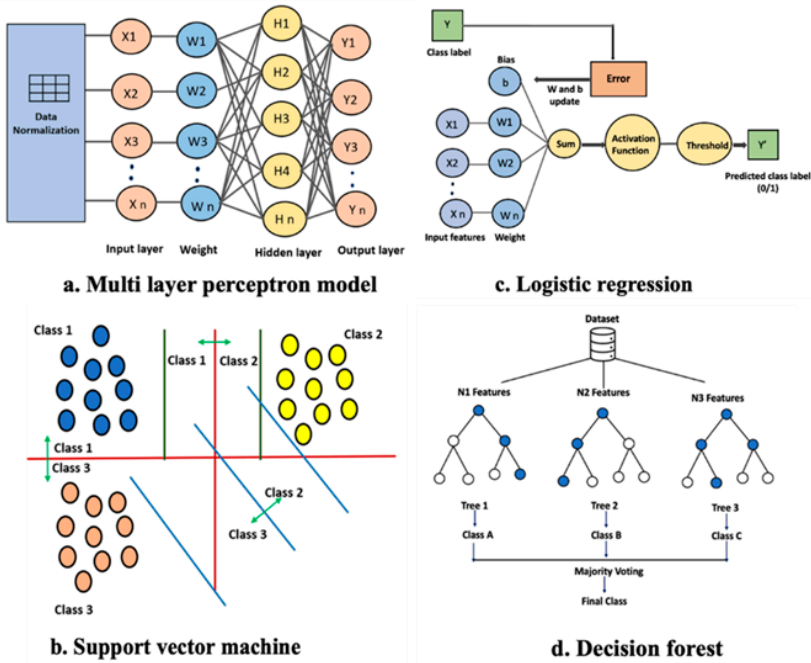 Data
Normalization
X1
X2
X3
X n
W1
W2
W3
W n
H1
H2
H3
H4
H n
Y1
Y2
Y3
Y n
Input layer
Weight
Hidden layer
Output layer
a. Multi layer perceptron model
Y
Class label
Error
W and b
update
Bias
b
X1
X2
X n
W1
W2
W n
Input features
Weight
Sum
Activation
Function
Threshold
Y'
Predicted class label
(0/1)
c. Logistic regression
Class 1
Class 1
Class 2
Class 2
Class 1
Class 3
Class 2
Class 3
Class 3
b. Support vector machine
Dataset
N1 Features
N2 Features
N3 Features
Tree 1
Tree 2
Tree 3
Class A
Class B
Class C
Majority Voting
Final Class
d. Decision forest